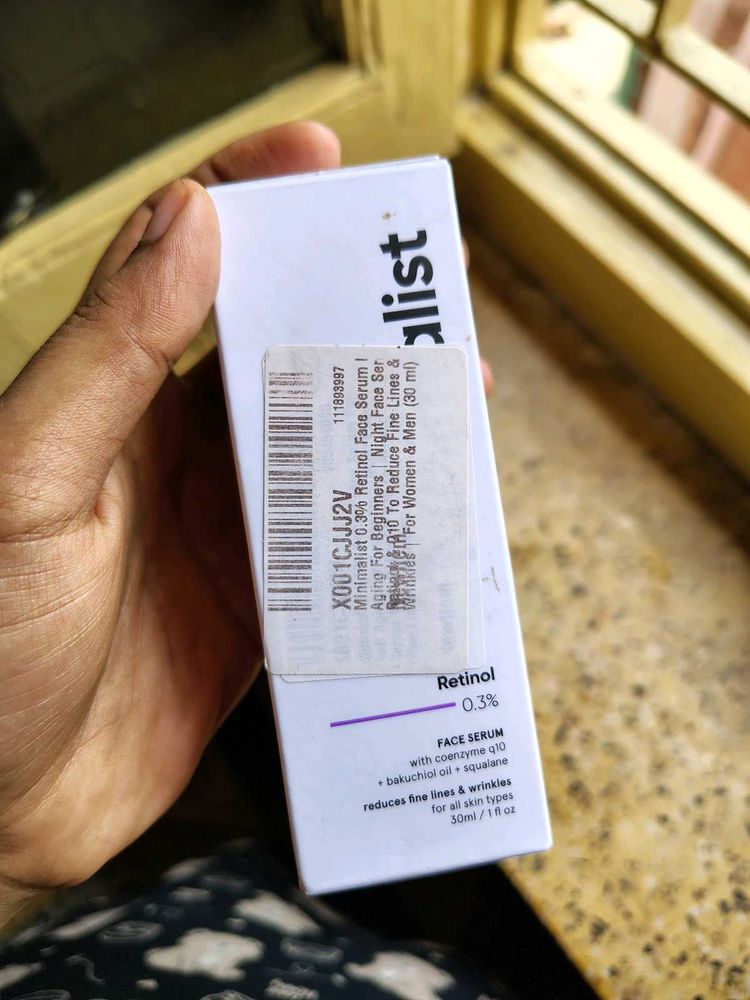 alist
X001CJJJ2V 111893997
Minimalist 0.3% Retinol Face Serum |
Aging For Beginners | Night Face Ser
& Q10 To Reduce Fine Lines &
Wrinkles | For Women & Men (30 ml)
Retinol
0.3%
FACE SERUM
with coenzyme q10
+ bakuchiol oil + squalane
reduces fine lines & wrinkles
for all skin types
30ml / 1 fl oz